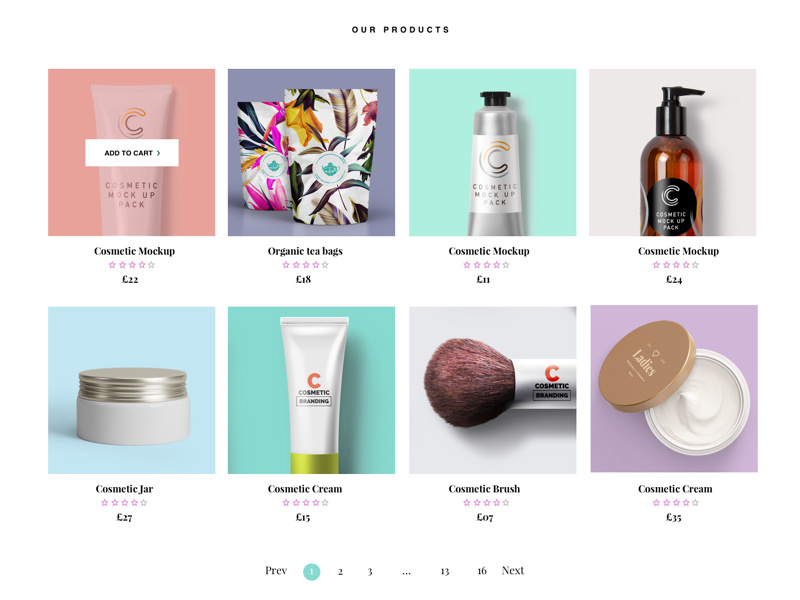 OUR PRODUCTS
ADD TO CART >
COSMETIC
MOCK UP
PACK
COSMETIC
MOCK UP
PACK
COSMETIC
MOCK UP
PACK
Cosmetic Mockup
Organic tea bags
Cosmetic Mockup
Cosmetic Mockup
£22
£18
£11
£24
COSMETIC
BRANDING
COSMETIC
BRANDING
Ladies
Cosmetic Jar
Cosmetic Cream
Cosmetic Brush
Cosmetic Cream
£27
£15
£07
£35
Prev 1 2 3 ... 13 16 Next